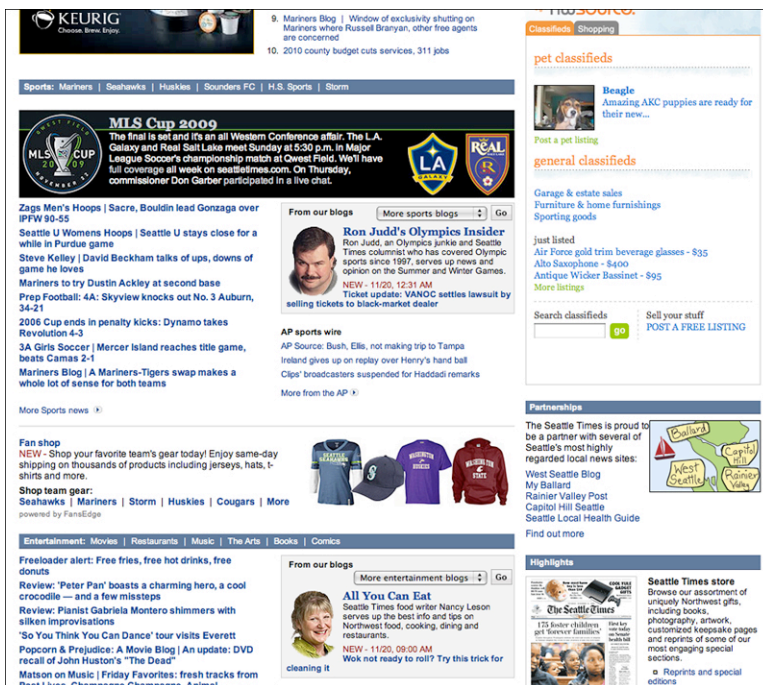 KEURIG
Choose. Brew. Enjoy.
9. Mariners Blog | Window of exclusivity shutting on
Mariners where Russell Branyan, other free agents
are concerned
10. 2010 county budget cuts services, 311 jobs
Sports: Mariners | Seahawks | Huskies | Sounders FC | H.S. Sports | Storm
MLS Cup 2009
The final is set and it's an all Western Conference affair. The L.A.
Galaxy and Real Salt Lake meet Sunday at 5:30 p.m. in Major
League Soccer's championship match at Qwest Field. We'll have
full coverage all week on seattletimes.com. On Thursday,
commissioner Don Garber participated in a live chat.
QWEST FIELD
MLS CUP
20 09
NOVEMBER 22
LA
GALAXY
REAL
Zags Men's Hoops | Sacre, Bouldin lead Gonzaga over
IPFW 90-55
Seattle U Womens Hoops | Seattle U stays close for a
while in Purdue game
Steve Kelley | David Beckham talks of ups, downs of
game he loves
Mariners to try Dustin Ackley at second base
Prep Football: 4A: Skyview knocks out No. 3 Auburn,
34-21
2006 Cup ends in penalty kicks: Dynamo takes
Revolution 4-3
3A Girls Soccer | Mercer Island reaches title game,
beats Camas 2-1
Mariners Blog | A Mariners-Tigers swap makes a
whole lot of sense for both teams
More Sports news
From our blogs
More sports blogs
Go
Ron Judd's Olympics Insider
Ron Judd, an Olympics junkie and Seattle
Times columnist who has covered Olympic
sports since 1997, serves up news and
opinion on the Summer and Winter Games.
NEW - 11/20, 12:31 AM
Ticket update: VANOC settles lawsuit by
selling tickets to black-market dealer
AP sports wire
AP Source: Bush, Ellis, not making trip to Tampa
Ireland gives up on replay over Henry's hand ball
Clips' broadcasters suspended for Haddadi remarks
More from the AP
Fan shop
NEW - Shop your favorite team's gear today! Enjoy same-day
shipping on thousands of products including jerseys, hats, t-
shirts and more.
Shop team gear:
Seahawks | Mariners | Storm | Huskies | Cougars | More
powered by FansEdge
Entertainment: Movies | Restaurants | Music | The Arts | Books | Comics
Freeloader alert: Free fries, free hot drinks, free
donuts
Review: 'Peter Pan' boasts a charming hero, a cool
crocodile — and a few missteps
Review: Pianist Gabriela Montero shimmers with
silken improvisations
'So You Think You Can Dance' tour visits Everett
Popcorn & Prejudice: A Movie Blog | An update: DVD
recall of John Huston's "The Dead"
Matson on Music | Friday Favorites: fresh tracks from
From our blogs
More entertainment blogs
Go
All You Can Eat
Seattle Times food writer Nancy Leson
serves up the best info and tips on
Northwest food, cooking, dining and
restaurants.
NEW - 11/20, 09:00 AM
Wok not ready to roll? Try this trick for
cleaning it
nwsource.
Classifieds
Shopping
pet classifieds
Beagle
Amazing AKC puppies are ready for
their new...
Post a pet listing
general classifieds
Garage & estate sales
Furniture & home furnishings
Sporting goods
just listed
Air Force gold trim beverage glasses - $35
Alto Saxophone - $400
Antique Wicker Bassinet - $95
More listings
Search classifieds
go
Sell your stuff
POST A FREE LISTING
Partnerships
The Seattle Times is proud to
be a partner with several of
Seattle's most highly
regarded local news sites:
West Seattle Blog
My Ballard
Rainier Valley Post
Capitol Hill Seattle
Seattle Local Health Guide
Find out more
Ballard
Capitol
Hill
West
Seattle
Rainier
Valley
Highlights
The Seattle Times
175 foster children
get 'forever families'
Seattle Times store
Browse our assortment of
uniquely Northwest gifts,
including books,
photography, artwork,
customized keepsake pages
and reprints of some of our
most engaging special
sections.
Reprints and special
editions